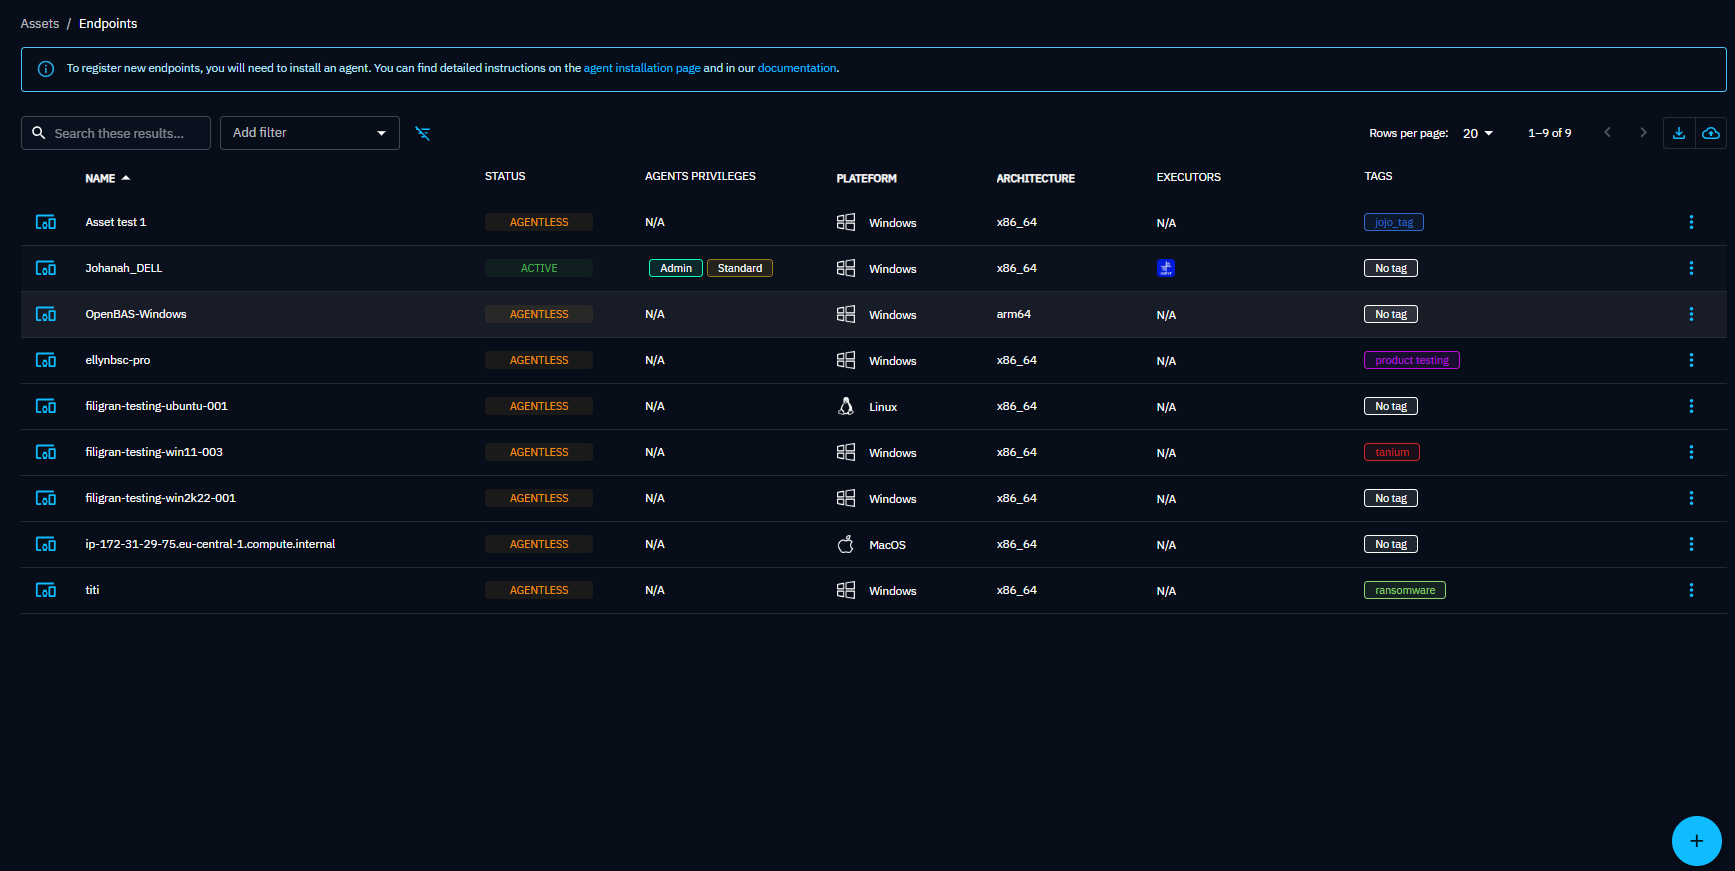 Assets / Endpoints
To register new endpoints, you will need to install an agent. You can find detailed instructions on the agent installation page and in our documentation.
Search these results... Add filter Rows per page: 20 1–9 of 9
NAME STATUS AGENTS PRIVILEGES PLATEFORM ARCHITECTURE EXECUTORS TAGS
Asset test 1 AGENTLESS N/A Windows x86_64 N/A jojo_tag
Johanah_DELL ACTIVE Admin Standard Windows x86_64 No tag
OpenBAS-Windows AGENTLESS N/A Windows arm64 N/A No tag
ellynbsc-pro AGENTLESS N/A Windows x86_64 N/A product testing
filigran-testing-ubuntu-001 AGENTLESS N/A Linux x86_64 N/A No tag
filigran-testing-win11-003 AGENTLESS N/A Windows x86_64 N/A tanium
filigran-testing-win2k22-001 AGENTLESS N/A Windows x86_64 N/A No tag
ip-172-31-29-75.eu-central-1.compute.internal AGENTLESS N/A MacOS x86_64 N/A No tag
titi AGENTLESS N/A Windows x86_64 N/A ransomware